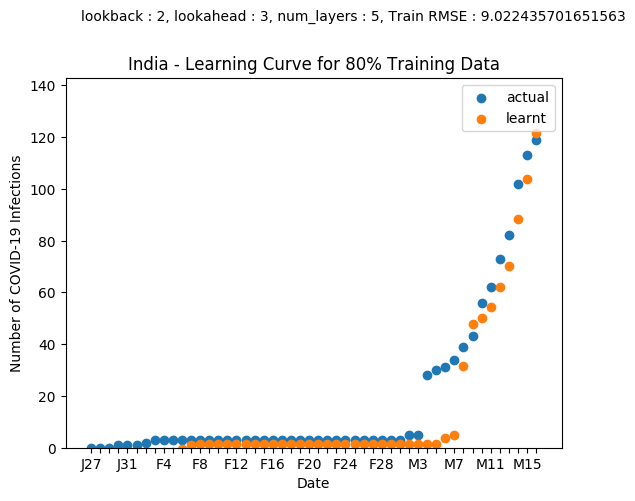 lookback : 2, lookahead : 3, num_layers : 5, Train RMSE : 9.022435701651563
India - Learning Curve for 80% Training Data
actual
learnt
Number of COVID-19 Infections
140
120
100
80
60
40
20
0
J27 J31 F4 F8 F12 F16 F20 F24 F28 M3 M7 M11 M15
Date